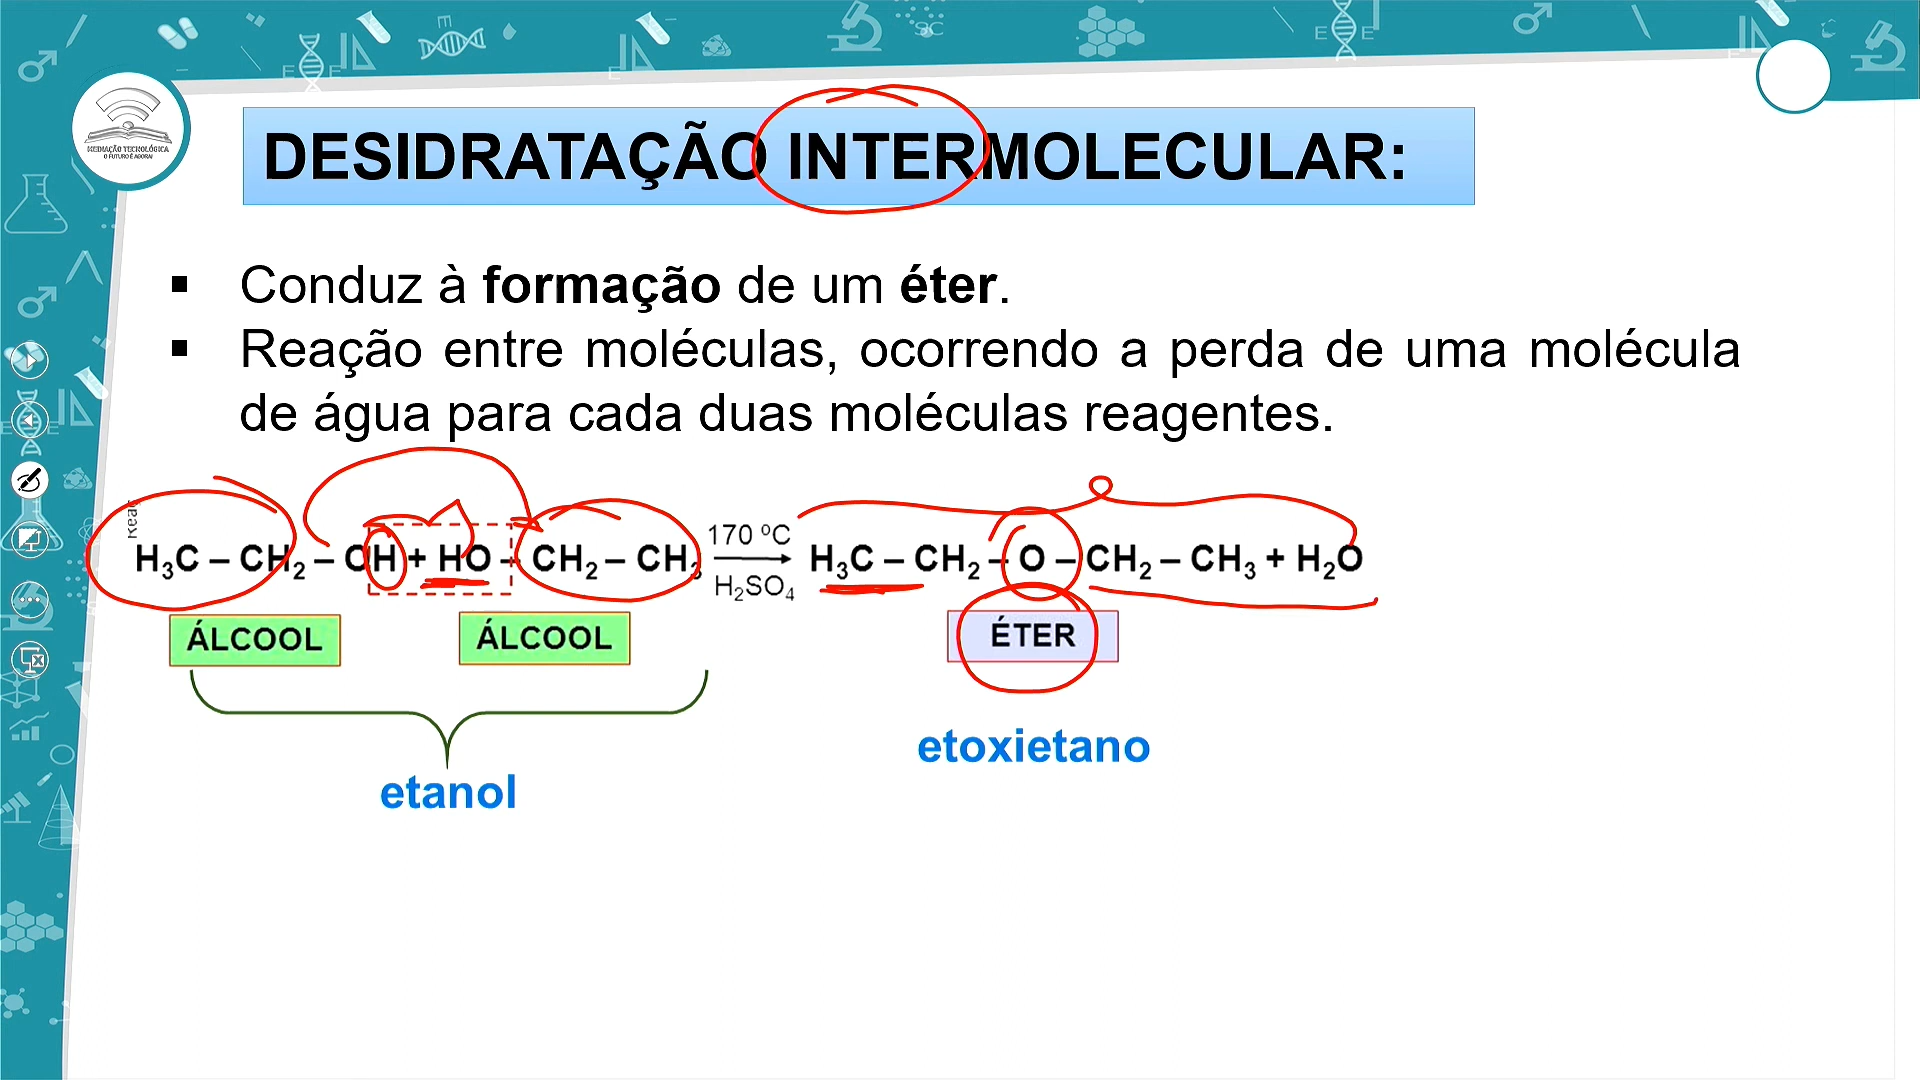 MEDIAÇÃO TECNOLÓGICA
O FUTURO É AGORA!
DESIDRATAÇÃO INTERMOLECULAR:
▪ Conduz à formação de um éter.
▪ Reação entre moléculas, ocorrendo a perda de uma molécula
de água para cada duas moléculas reagentes.
H₃C – CH₂ – OH + HO – CH₂ – CH₃ 170 ºC H₂SO₄ H₃C – CH₂ – O – CH₂ – CH₃ + H₂O
ÁLCOOL ÁLCOOL ÉTER
etoxietano
etanol